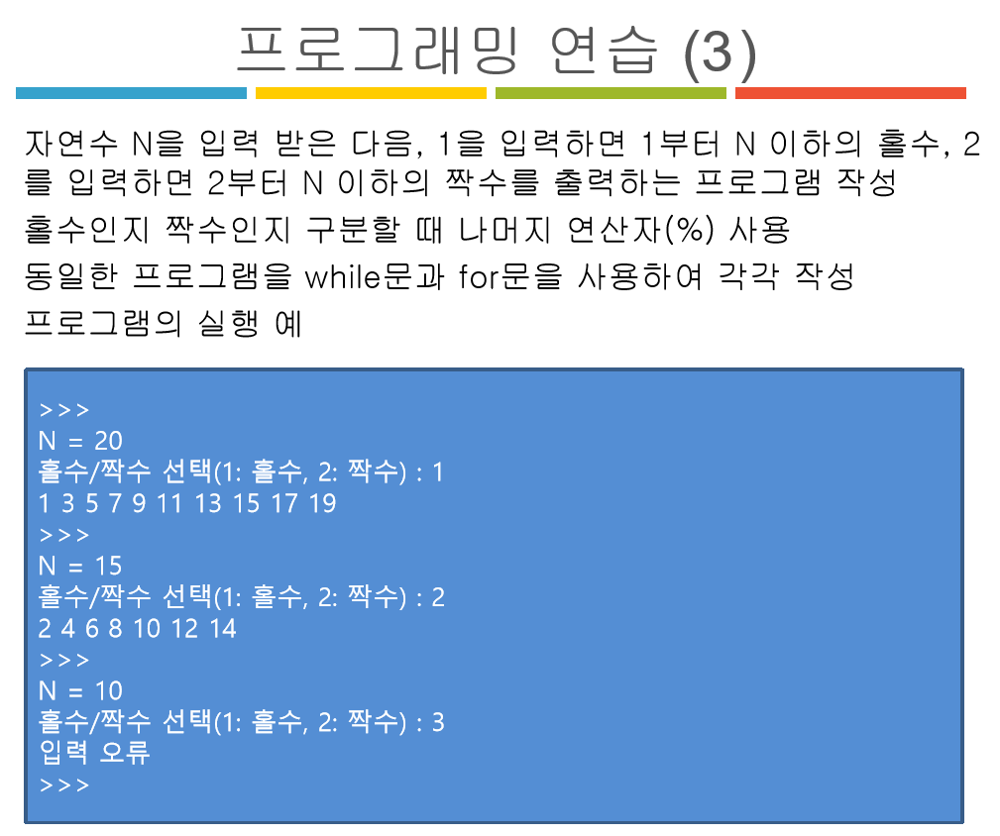 프로그래밍 연습 (3)
자연수 N을 입력 받은 다음, 1을 입력하면 1부터 N 이하의 홀수, 2
를 입력하면 2부터 N 이하의 짝수를 출력하는 프로그램 작성
홀수인지 짝수인지 구분할 때 나머지 연산자(%) 사용
동일한 프로그램을 while문과 for문을 사용하여 각각 작성
프로그램의 실행 예
>>>
N = 20
홀수/짝수 선택(1: 홀수, 2: 짝수) : 1
1 3 5 7 9 11 13 15 17 19
>>>
N = 15
홀수/짝수 선택(1: 홀수, 2: 짝수) : 2
2 4 6 8 10 12 14
>>>
N = 10
홀수/짝수 선택(1: 홀수, 2: 짝수) : 3
입력 오류
>>>